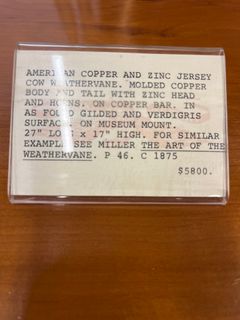 AMERICAN COPPER AND ZINC JERSEY
COW WEATHERVANE. MOLDED COPPER
BODY AND TAIL WITH ZINC HEAD
AND HORNS. ON COPPER BAR. IN
AS FOUND GILDED AND VERDIGRIS
SURFACE. ON MUSEUM MOUNT.
27" LONG x 17" HIGH. FOR SIMILAR
EXAMPLE SEE MILLER THE ART OF THE
WEATHERVANE. P 46. C 1875
$5800.